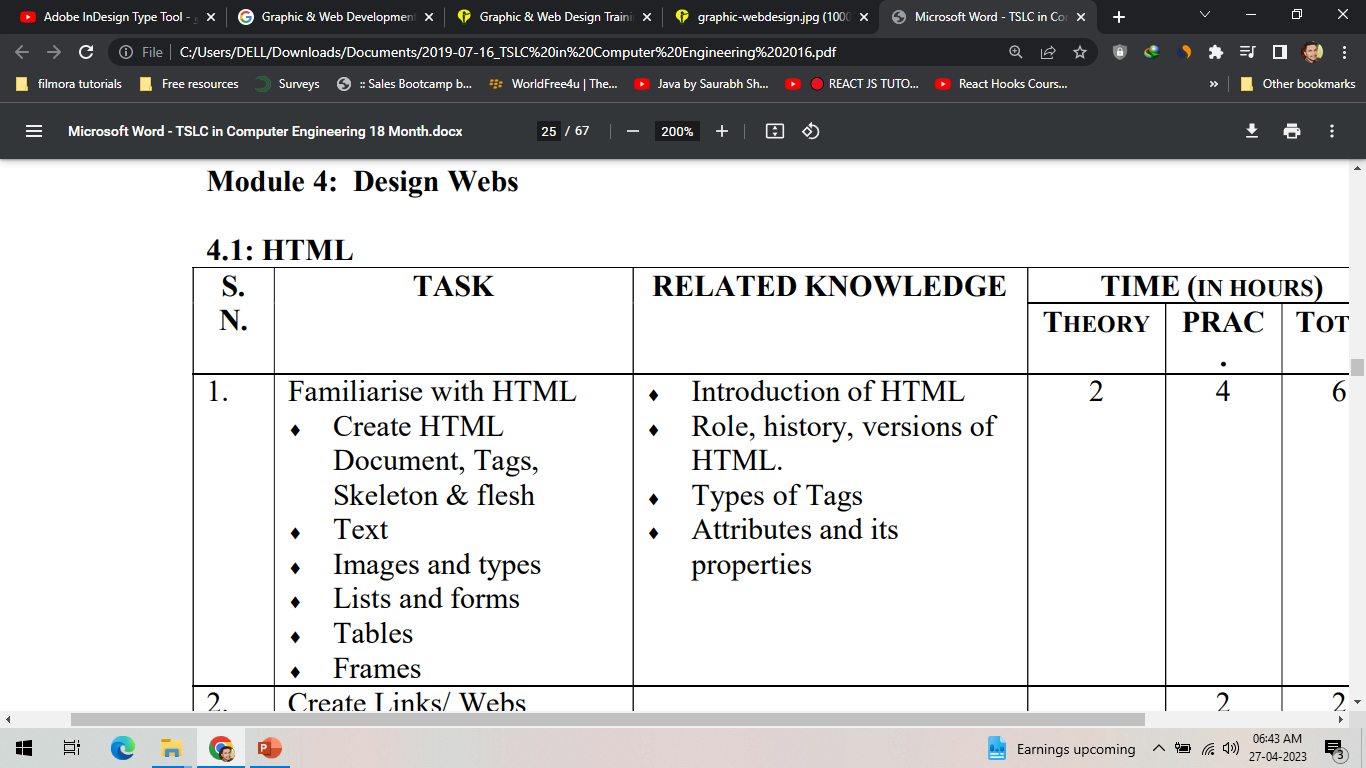 Adobe InDesign Type Tool -
Graphic & Web Development
Graphic & Web Design Traini
graphic-webdesign.jpg (1000
Microsoft Word - TSLC in Co
File
C:/Users/DELL/Downloads/Documents/2019-07-16_TSLC%20in%20Computer%20Engineering%202016.pdf
filmora tutorials
Free resources
Surveys
:: Sales Bootcamp b...
WorldFree4u | The...
Java by Saurabh Sh...
REACT JS TUTO...
React Hooks Cours...
»
Other bookmarks
Microsoft Word - TSLC in Computer Engineering 18 Month.docx
25 / 67
200%
Module 4: Design Webs
4.1: HTML
S.
N.
TASK
RELATED KNOWLEDGE
TIME (IN HOURS)
THEORY
PRAC
.
TOT
1.
Familiarise with HTML
♦ Create HTML
Document, Tags,
Skeleton & flesh
♦ Text
♦ Images and types
♦ Lists and forms
♦ Tables
♦ Frames
♦ Introduction of HTML
♦ Role, history, versions of
HTML.
♦ Types of Tags
♦ Attributes and its
properties
2
4
6
2.
Create Links/ Webs
2
2
Earnings upcoming
06:43 AM
27-04-2023
3